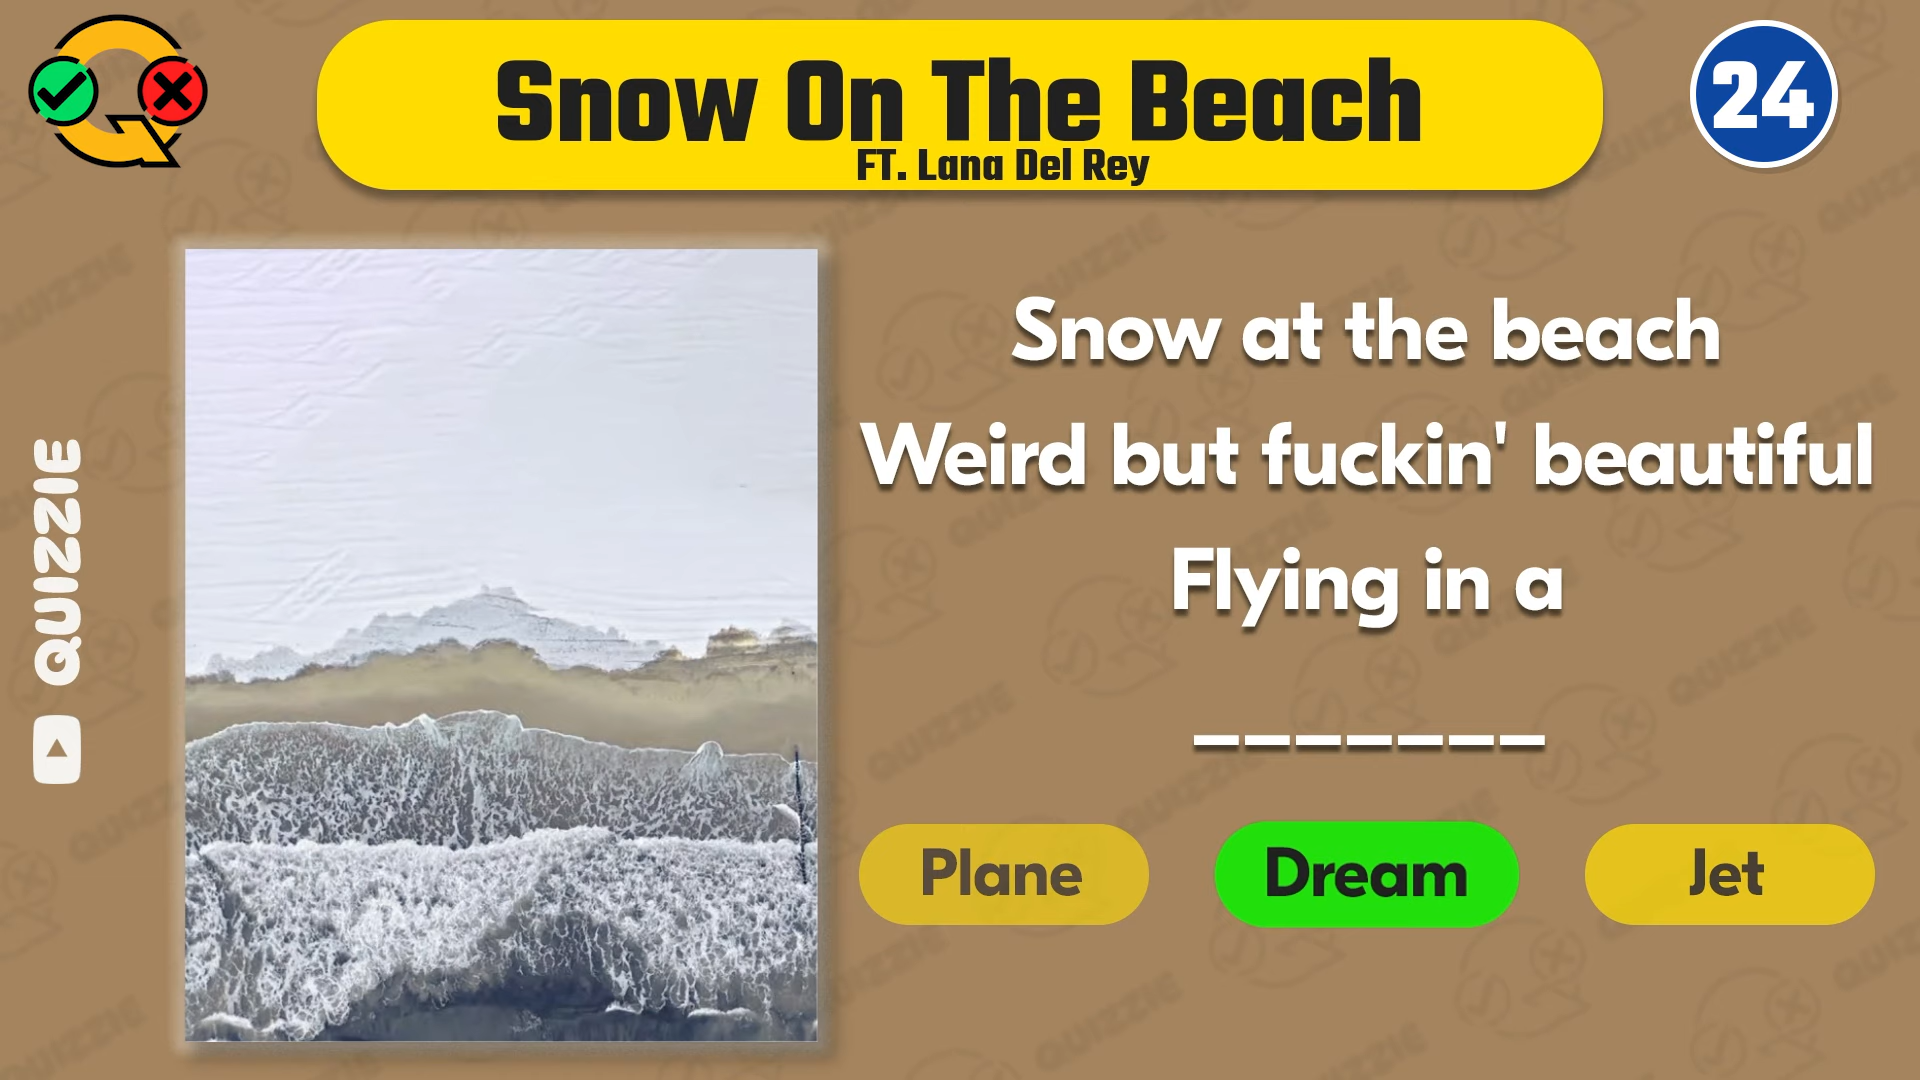 Snow On The Beach
FT. Lana Del Rey
24
QUIZZIE
Snow at the beach
Weird but fuckin' beautiful
Flying in a
_______
Plane
Dream
Jet